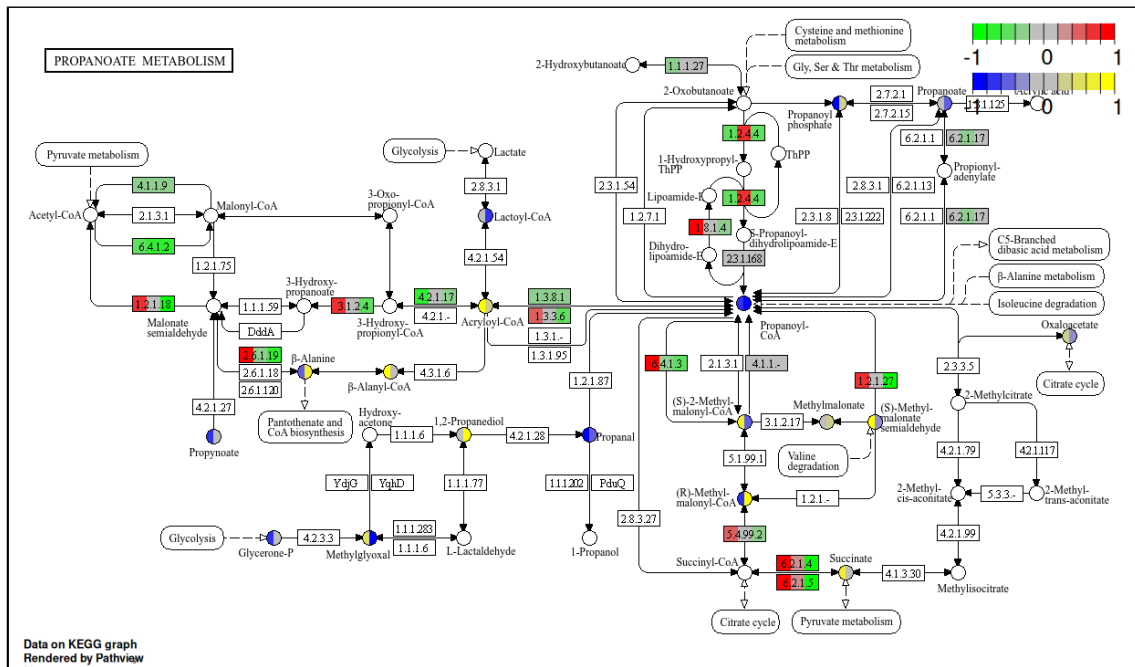 PROPANOATE METABOLISM
-1 0 1
-1 0 1
Cysteine and methionine
metabolism
2-Hydroxybutanoate
1.1.1.27
Gly, Ser & Thr metabolism
2-Oxobutanoate
Propanoyl
phosphate
2.7.2.1
2.7.2.15
Propanoate
Acrylic acid
1.2.4.4
1-Hydroxypropyl-
ThPP
ThPP
6.2.1.1
6.2.1.17
Propionyl-
adenylate
Pyruvate metabolism
Glycolysis
Lactate
2.8.3.1
Lactoyl-CoA
4.2.1.54
4.1.1.9
Acetyl-CoA
2.1.3.1
Malonyl-CoA
6.4.1.2
3-Oxo-
propionyl-CoA
2.3.1.54
1.2.7.1
Lipoamide-E
1.2.4.4
1.8.1.4
S-Propanoyl-
dihydrolipoamide-E
Dihydro-
lipoamide-E
2.3.1.168
2.3.1.8
2.3.1.222
2.8.3.1
6.2.1.13
6.2.1.1
6.2.1.17
C5-Branched
dibasic acid metabolism
β-Alanine metabolism
Isoleucine degradation
1.2.1.75
1.2.1.18
Malonate
semialdehyde
1.1.1.59
DddA
3-Hydroxy-
propanoate
3.1.2.4
3-Hydroxy-
propionyl-CoA
4.2.1.17
4.2.1.-
Acryloyl-CoA
1.3.8.1
1.3.3.6
1.3.1.-
1.3.1.95
Propanoyl-CoA
Oxaloacetate
2.3.3.5
Citrate cycle
2.6.1.19
2.6.1.18
2.6.1.120
β-Alanine
β-Alanyl-CoA
4.3.1.6
1.2.1.87
6.4.1.3
2.1.3.1
4.1.1.-
1.2.1.27
4.2.1.27
Propynoate
Pantothenate and
CoA biosynthesis
Hydroxy-
acetone
1.1.1.6
1,2-Propanediol
4.2.1.28
Propanal
(S)-2-Methyl-
malonyl-CoA
3.1.2.17
Methylmalonate
(S)-Methyl-
malonate
semialdehyde
2-Methylcitrate
Valine
degradation
5.1.99.1
4.2.1.79
4.2.1.117
YdjG
YqhD
1.1.1.77
1.1.1.202
PduQ
2.8.3.27
(R)-Methyl-
malonyl-CoA
1.2.1.-
2-Methyl-
cis-aconitate
5.3.3.-
2-Methyl-
trans-aconitate
Glycolysis
Glycerone-P
4.2.3.3
Methylglyoxal
1.1.1.283
1.1.1.6
L-Lactaldehyde
1-Propanol
5.4.99.2
4.2.1.99
Succinyl-CoA
6.2.1.4
6.2.1.5
Succinate
4.1.3.30
Methylisocitrate
Citrate cycle
Pyruvate metabolism
Data on KEGG graph
Rendered by Pathview